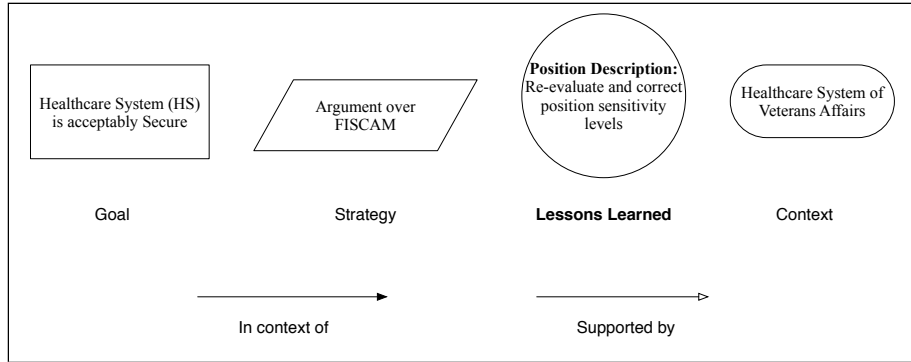 Healthcare System (HS)
is acceptably Secure
Argument over
FISCAM
Position Description:
Re-evaluate and correct
position sensitivity
levels
Healthcare System of
Veterans Affairs
Goal
Strategy
Lessons Learned
Context
In context of
Supported by